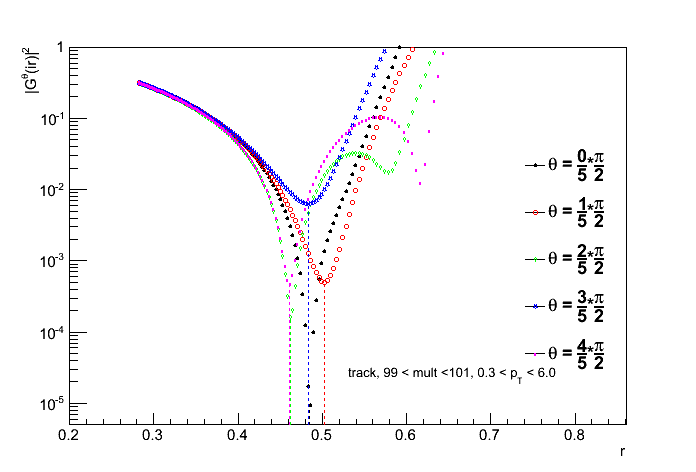 |G^θ(ir)|²
1
10⁻¹
10⁻²
10⁻³
10⁻⁴
10⁻⁵
θ = 0/5*π/2
θ = 1/5*π/2
θ = 2/5*π/2
θ = 3/5*π/2
θ = 4/5*π/2
track, 99 < mult <101, 0.3 < p_T < 6.0
0.2 0.3 0.4 0.5 0.6 0.7 0.8
r